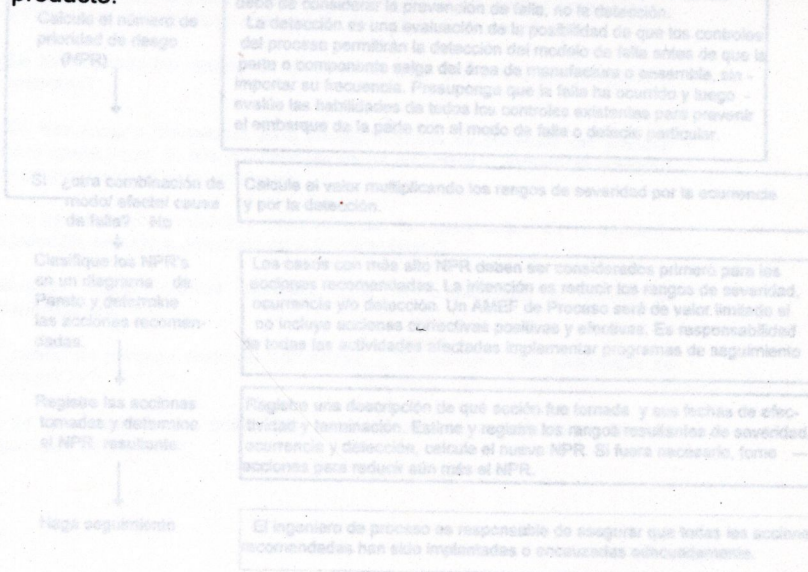 producto.
debe de considerar la prevención de falla, no la detección.
Calcule el número de
prioridad de riesgo
(NPR)
La detección es una evaluación de la posibilidad de que los controles
del proceso permitirán la detección del modelo de falla antes de que la
parte o componente salga del área de manufactura o ensamble, sin -
importar su frecuencia. Presuponga que la falla ha ocurrido y luego -
evalúe las habilidades de todos los controles existentes para prevenir
el embarque de la parte con el modo de falla o defecto particular.
Si ¿otra combinación de
modo/ efecto/ causa
de falla? No
Calcule el valor multiplicando los rangos de severidad por la ocurrencia
y por la detección.
Clasifique los NPR's
en un diagrama de
Pareto y determine
las acciones recomen-
dadas.
Los casos con más alto NPR deben ser considerados primero para las
acciones recomendadas. La intención es reducir los rangos de severidad,
ocurrencia y/o detección. Un AMEF de Proceso será de valor limitado si
no incluye acciones correctivas positivas y efectivas. Es responsabilidad
de todas las actividades afectadas implementar programas de seguimiento
Registre las acciones
tomadas y determine
el NPR resultante
Registre una descripción de qué acción fue tomada y sus fechas de efec-
tividad y terminación. Estime y registre los rangos resultantes de severidad,
ocurrencia y detección, calcule el nuevo NPR. Si fuera necesario, tome —
acciones para reducir aún más el NPR.
Haga seguimiento
El ingeniero de proceso es responsable de asegurar que todas las acciones
recomendadas han sido implantadas o encauzadas adecuadamente.